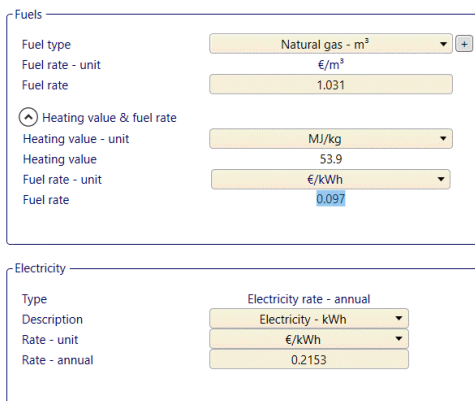 Fuels
Fuel type Natural gas - m³ +
Fuel rate - unit €/m³
Fuel rate 1.031
Heating value & fuel rate
Heating value - unit MJ/kg
Heating value 53.9
Fuel rate - unit €/kWh
Fuel rate 0.097
Electricity
Type Electricity rate - annual
Description Electricity - kWh
Rate - unit €/kWh
Rate - annual 0.2153